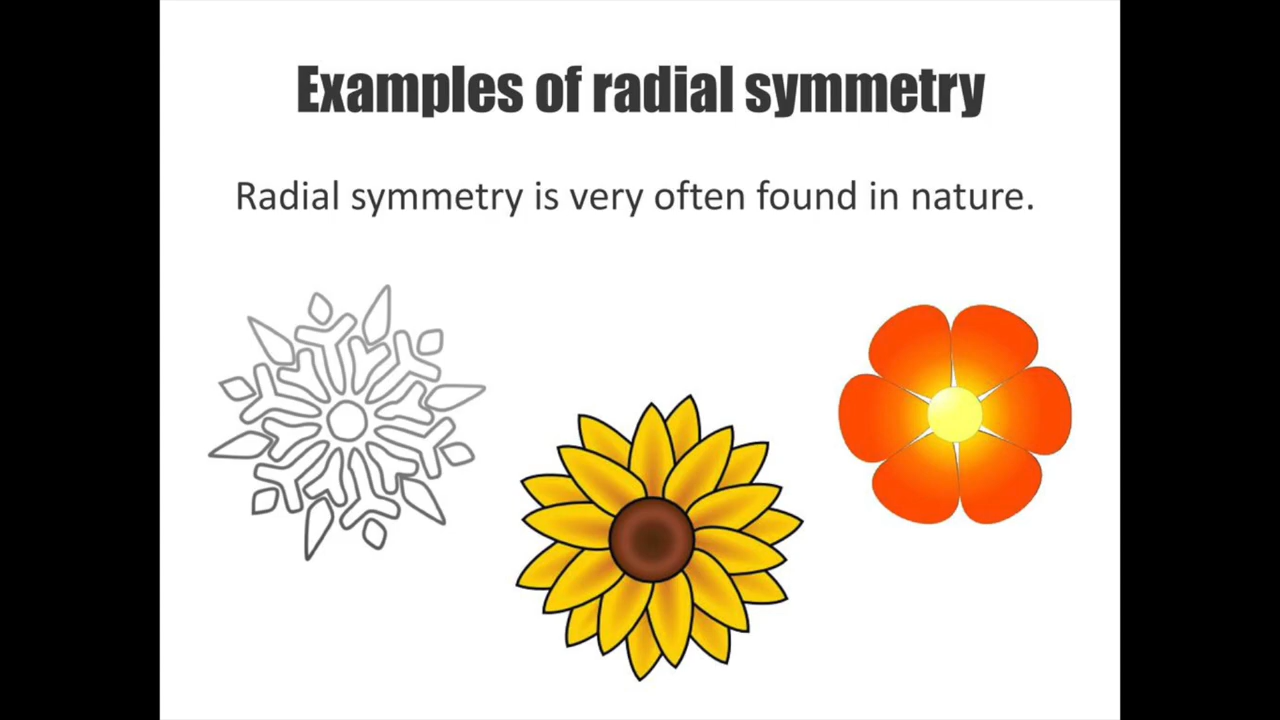 Examples of radial symmetry
Radial symmetry is very often found in nature.